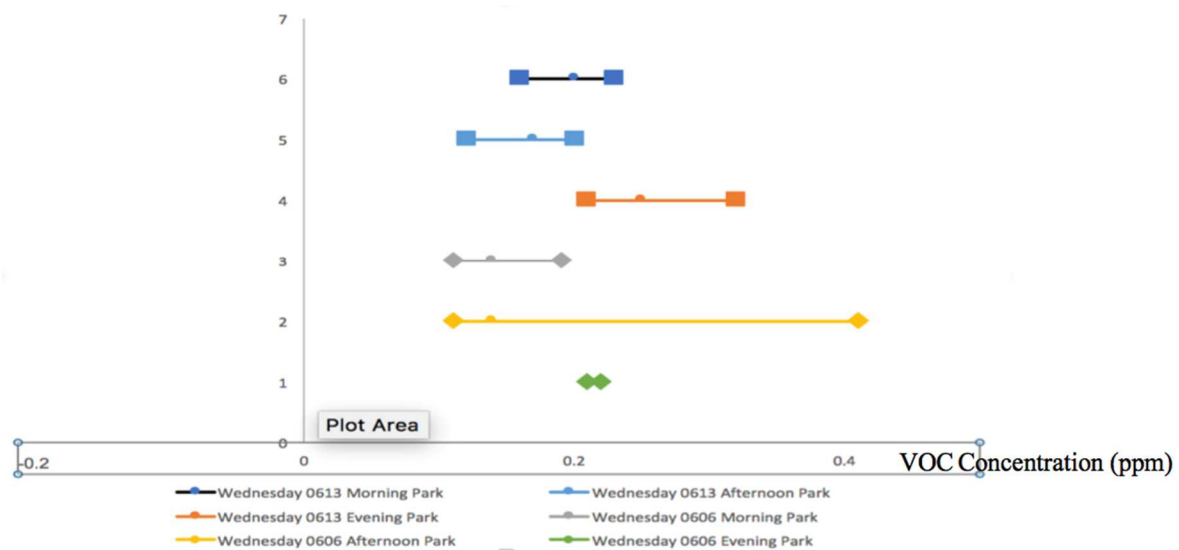 7
6
5
4
3
2
1
Plot Area
0
-0.2 0 0.2 0.4 VOC Concentration (ppm)
Wednesday 0613 Morning Park Wednesday 0613 Afternoon Park
Wednesday 0613 Evening Park Wednesday 0606 Morning Park
Wednesday 0606 Afternoon Park Wednesday 0606 Evening Park